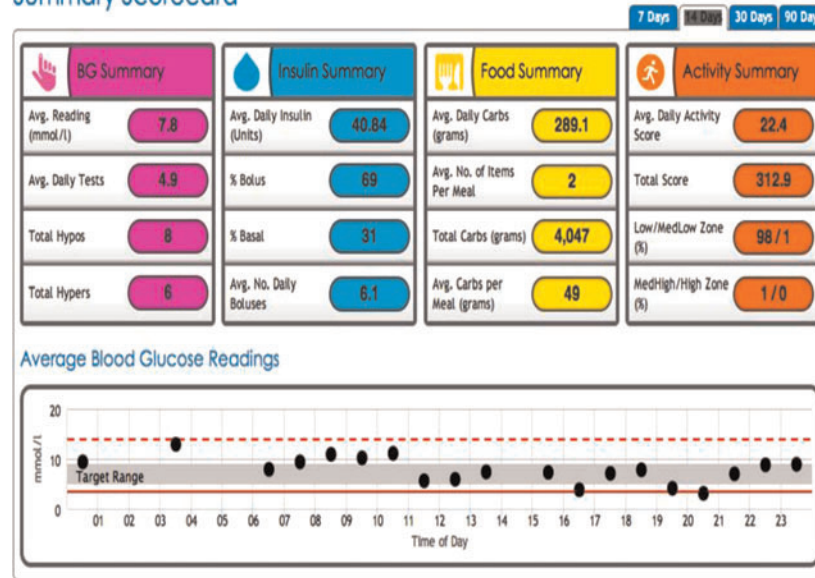 Summary Scorecard
7 Days 14 Days 30 Days 90 Day
BG Summary
Avg. Reading
(mmol/l)
7.8
Avg. Daily Tests
4.9
Total Hypos
8
Total Hypers
6
Insulin Summary
Avg. Daily Insulin
(Units)
40.84
% Bolus
69
% Basal
31
Avg. No. Daily
Boluses
6.1
Food Summary
Avg. Daily Carbs
(grams)
289.1
Avg. No. of Items
Per Meal
2
Total Carbs (grams)
4,047
Avg. Carbs per
Meal (grams)
49
Activity Summary
Avg. Daily Activity
Score
22.4
Total Score
312.9
Low/MedLow Zone
(%)
98 / 1
MedHigh/High Zone
(%)
1 / 0
Average Blood Glucose Readings
mmol/l
20
10
0
Target Range
01 02 03 04 05 06 07 08 09 10 11 12 13 14 15 16 17 18 19 20 21 22 23
Time of Day